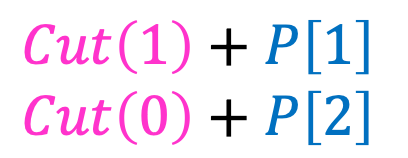 Cut(1) + P[1]
Cut(0) + P[2]